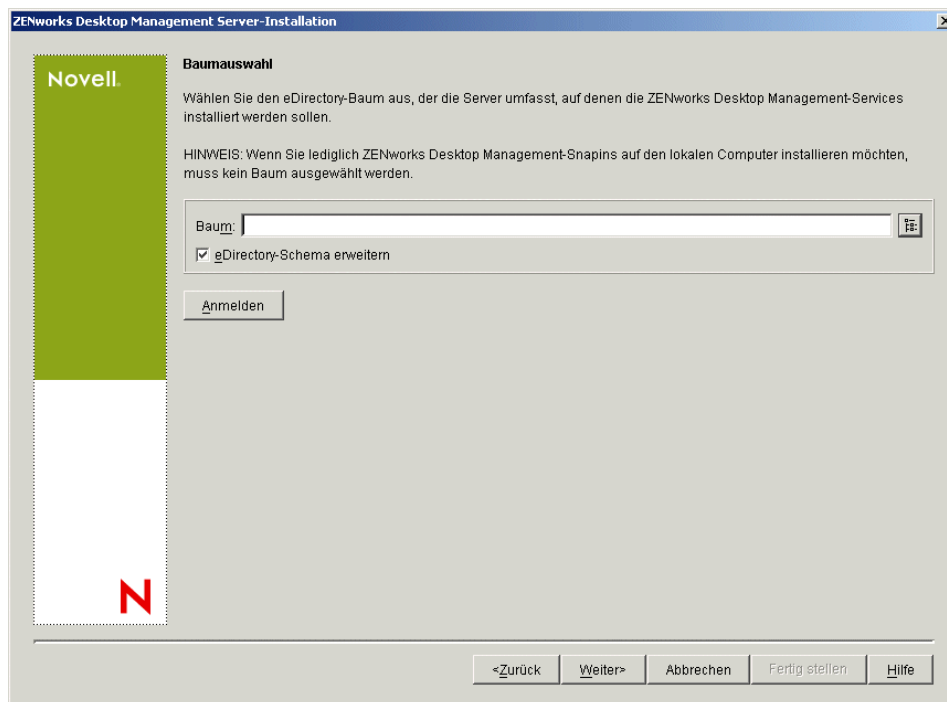 ZENworks Desktop Management Server-Installation
Novell.
Baumauswahl
Wählen Sie den eDirectory-Baum aus, der die Server umfasst, auf denen die ZENworks Desktop Management-Services
installiert werden sollen.
HINWEIS: Wenn Sie lediglich ZENworks Desktop Management-Snapins auf den lokalen Computer installieren möchten,
muss kein Baum ausgewählt werden.
Baum:
eDirectory-Schema erweitern
Anmelden
N
<Zurück Weiter> Abbrechen Fertig stellen Hilfe